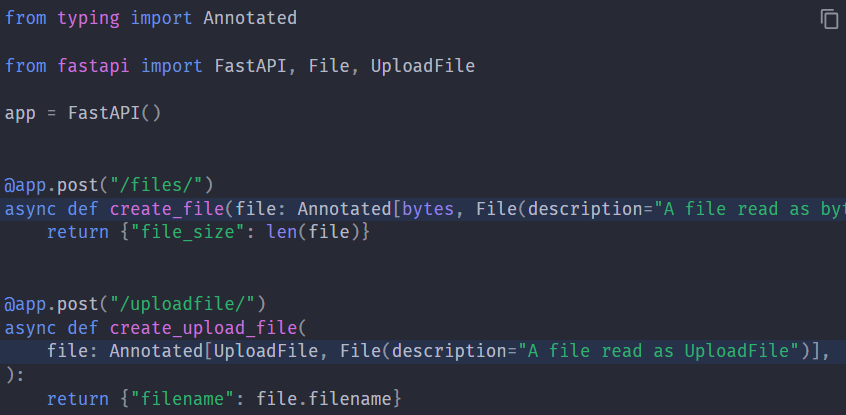 from typing import Annotated
from fastapi import FastAPI, File, UploadFile
app = FastAPI()
@app.post("/files/")
async def create_file(file: Annotated[bytes, File(description="A file read as byt
    return {"file_size": len(file)}
@app.post("/uploadfile/")
async def create_upload_file(
    file: Annotated[UploadFile, File(description="A file read as UploadFile")],
):
    return {"filename": file.filename}